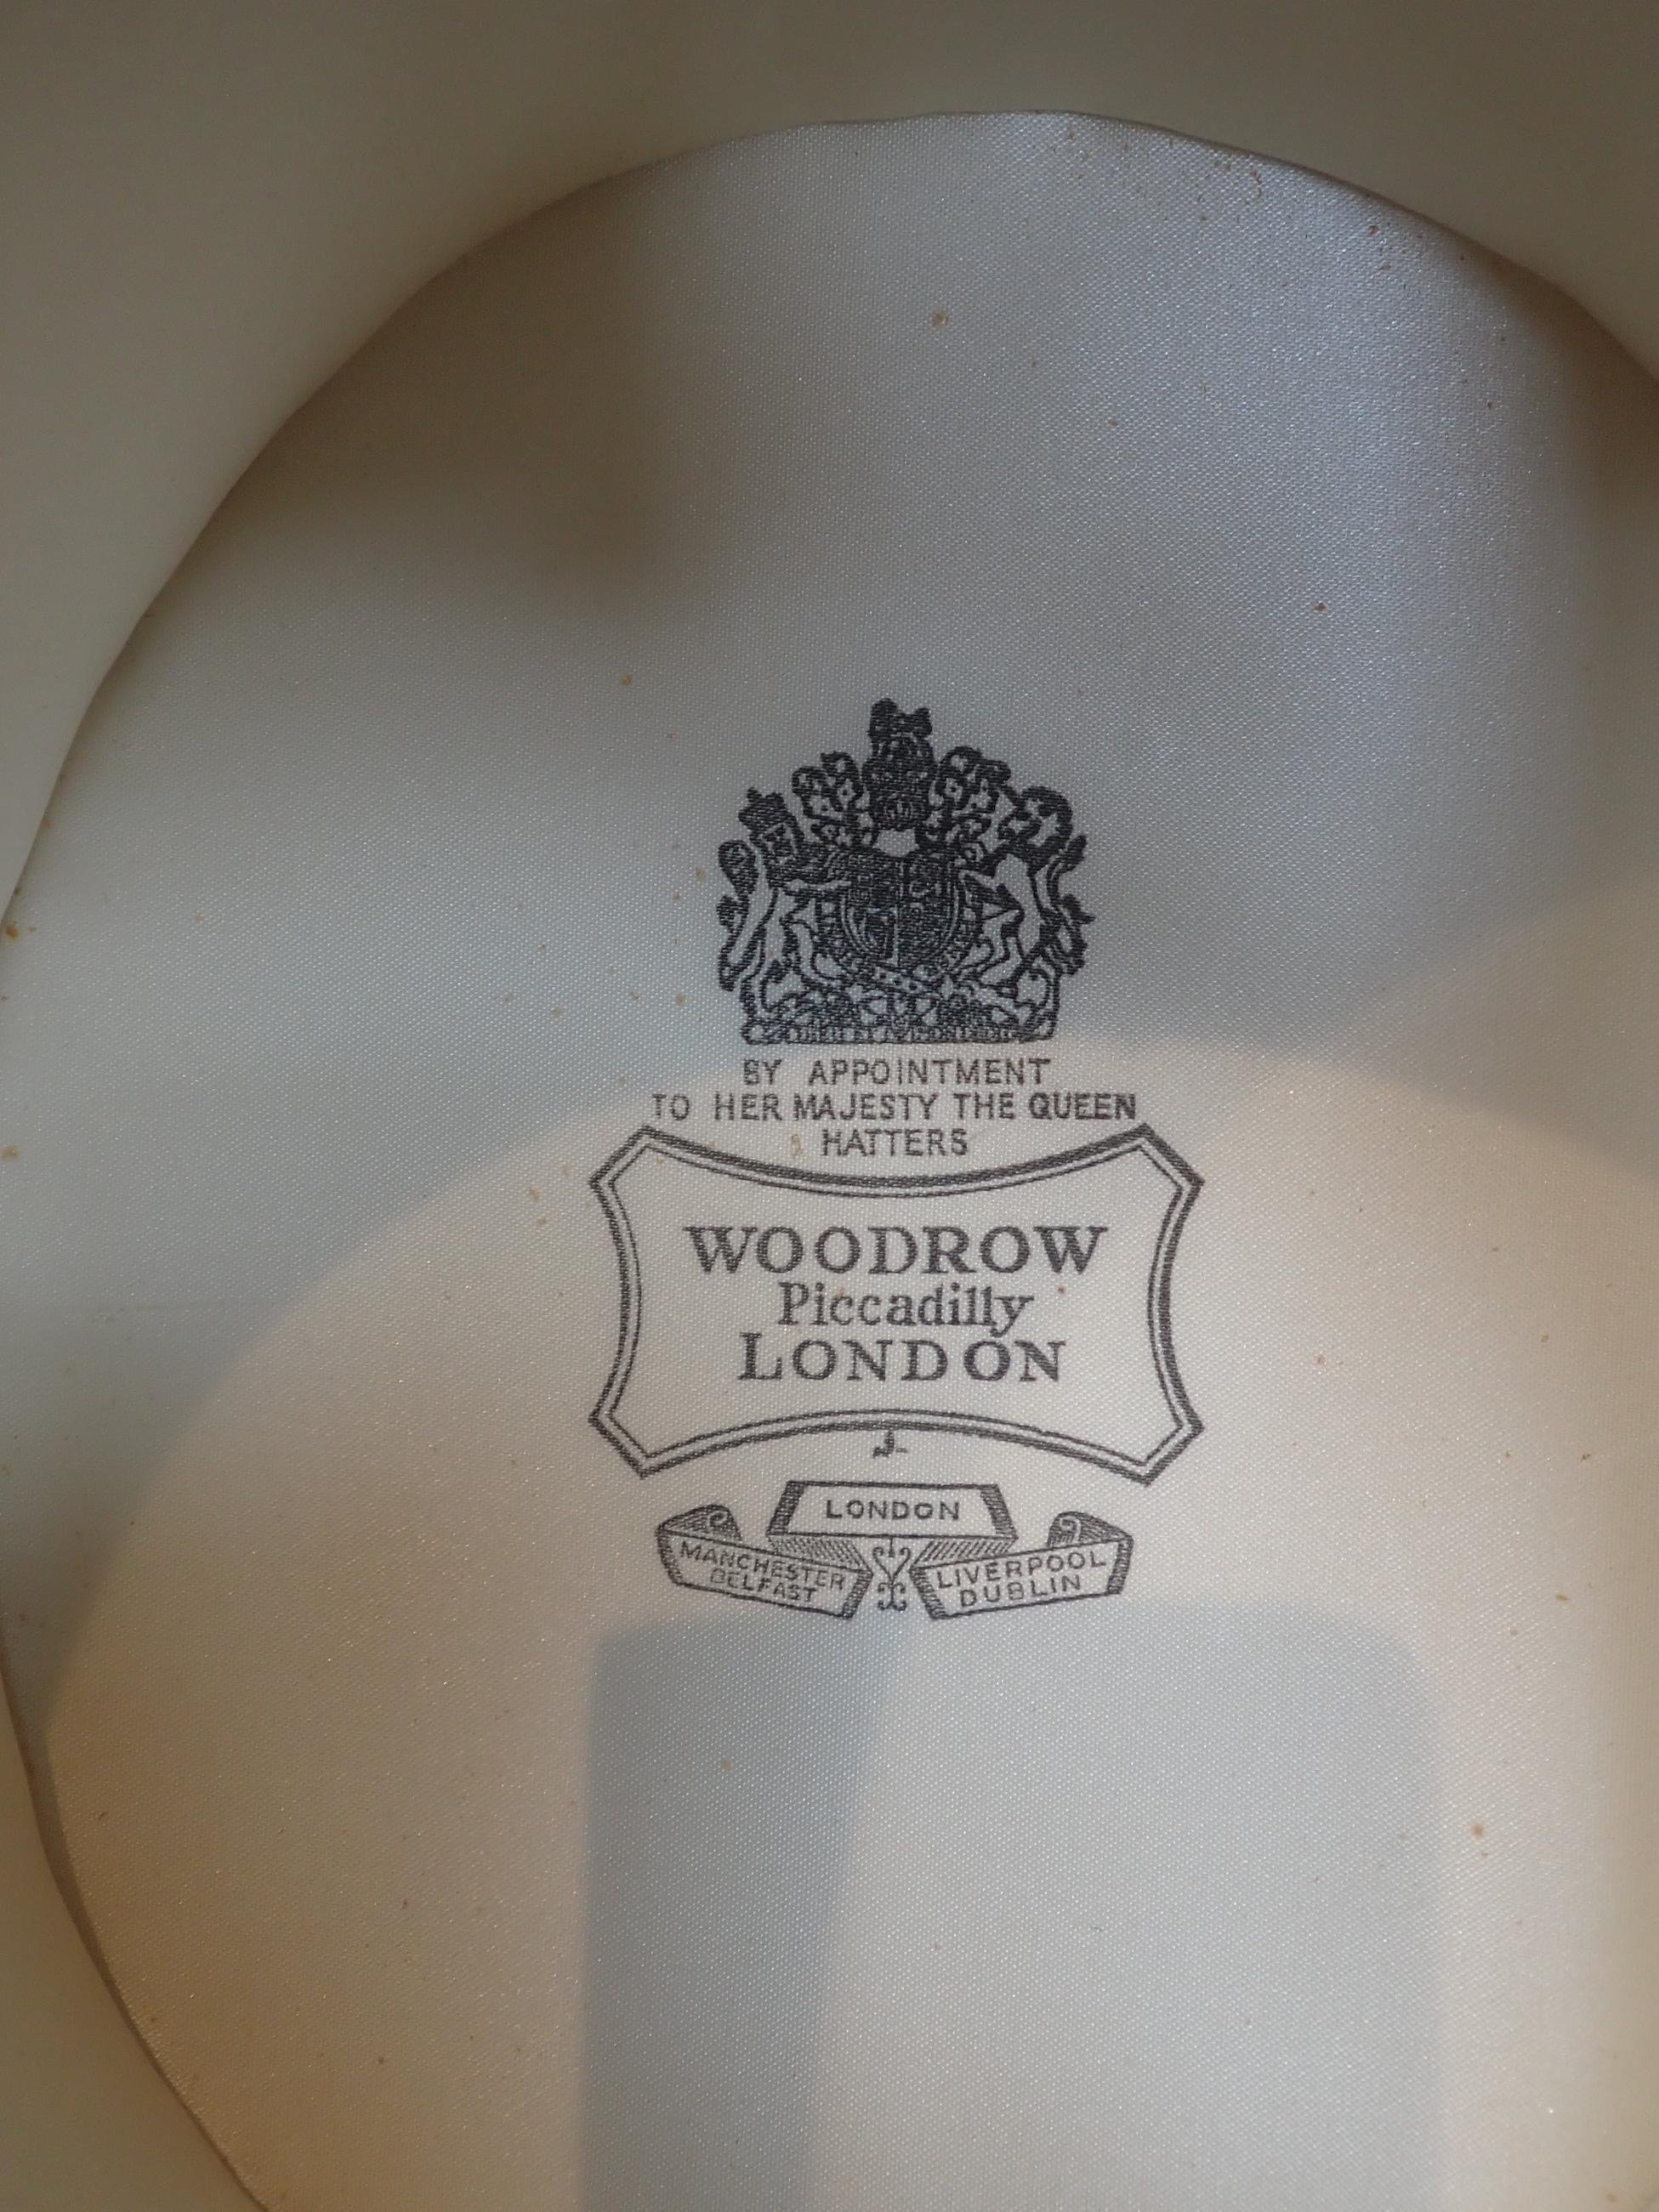 BY APPOINTMENT
TO HER MAJESTY THE QUEEN
HATTERS
WOODROW
Piccadilly
LONDON
LONDON
MANCHESTER
BELFAST
LIVERPOOL
DUBLIN